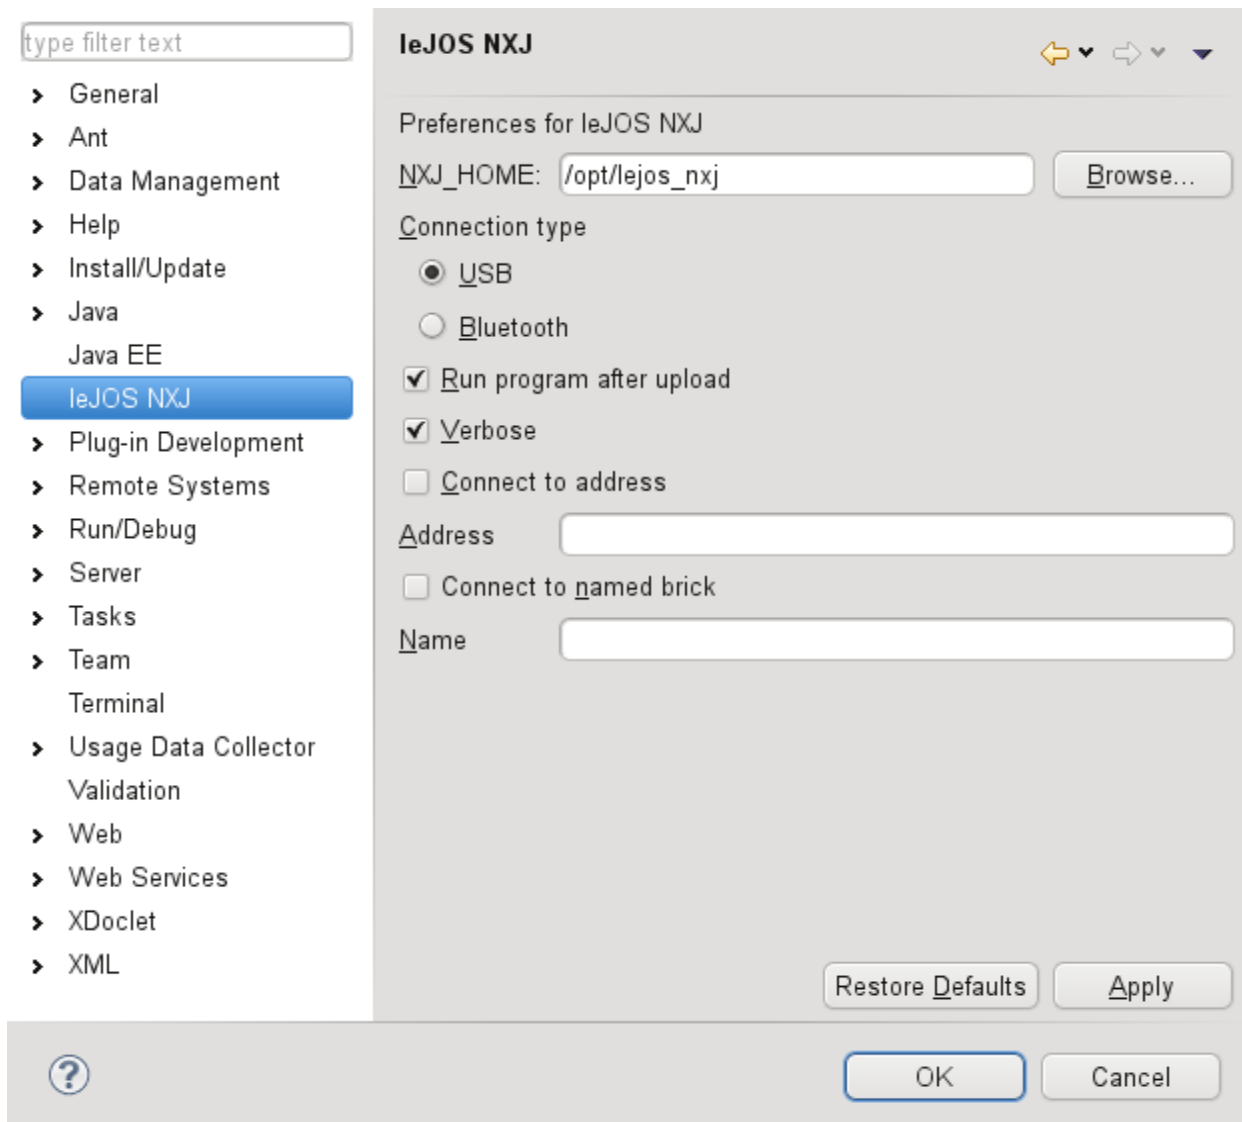 type filter text
General
Ant
Data Management
Help
Install/Update
Java
Java EE
leJOS NXJ
Plug-in Development
Remote Systems
Run/Debug
Server
Tasks
Team
Terminal
Usage Data Collector
Validation
Web
Web Services
XDoclet
XML
leJOS NXJ
Preferences for leJOS NXJ
NXJ_HOME: /opt/lejos_nxj Browse...
Connection type
USB
Bluetooth
Run program after upload
Verbose
Connect to address
Address
Connect to named brick
Name
Restore Defaults Apply
? OK Cancel